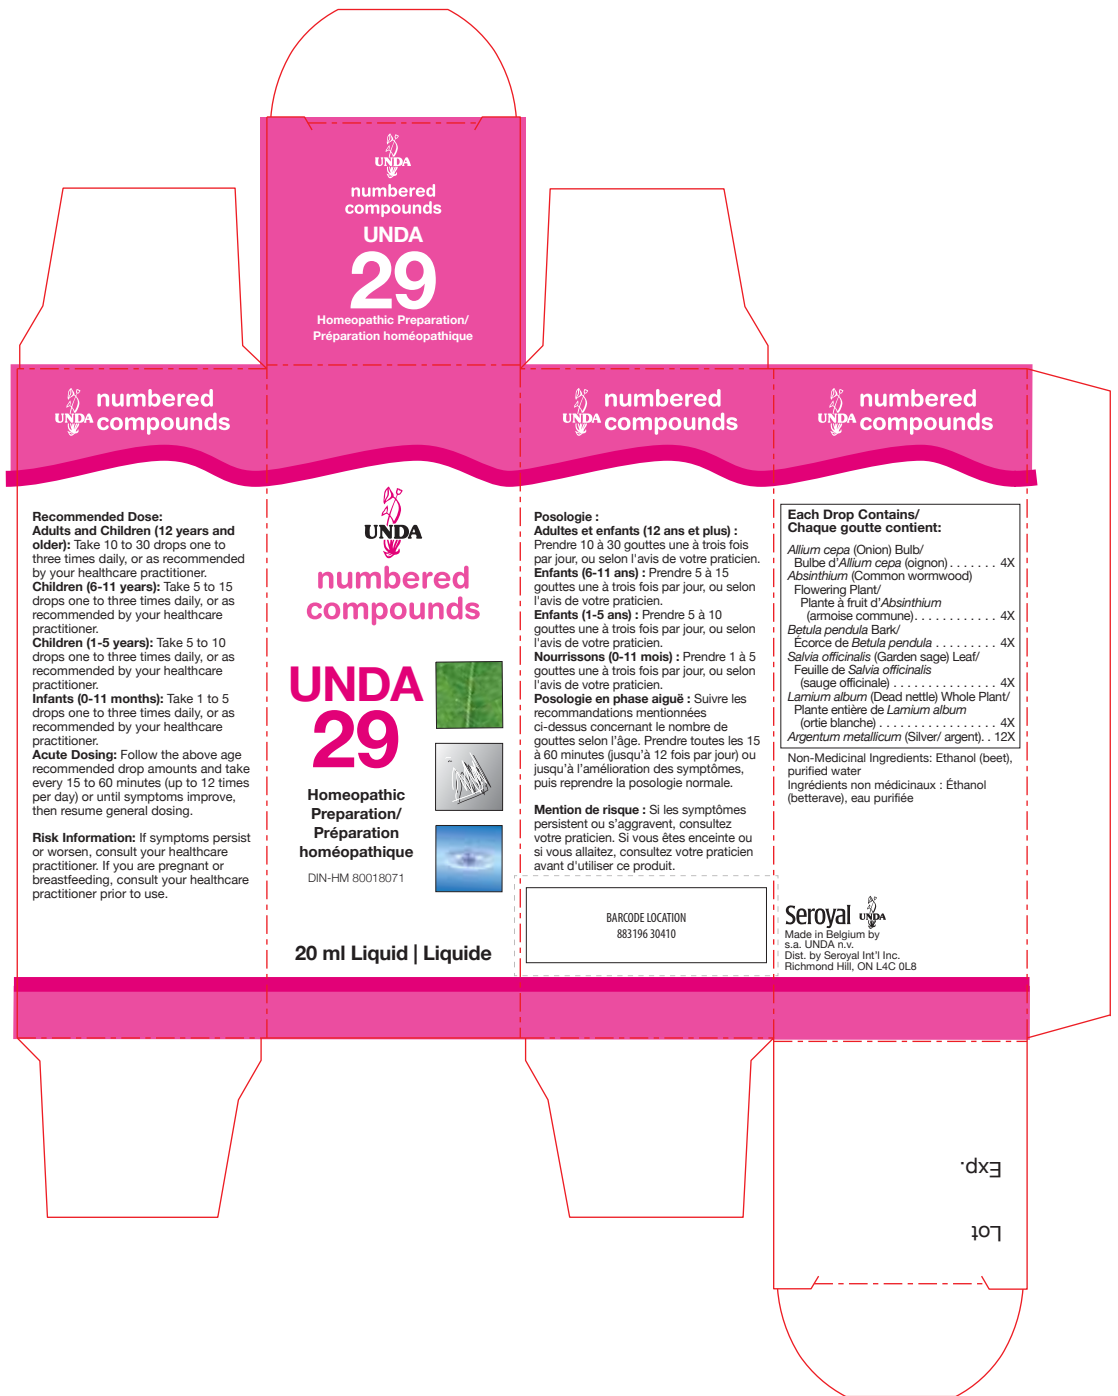 UNDA
numbered
compounds
UNDA
29
Homeopathic Preparation/
Préparation homéopathique
UNDA
numbered
compounds
UNDA
numbered
compounds
UNDA
numbered
compounds
Recommended Dose:
Adults and Children (12 years and
older): Take 10 to 30 drops one to
three times daily, or as recommended
by your healthcare practitioner.
Children (6-11 years): Take 5 to 15
drops one to three times daily, or as
recommended by your healthcare
practitioner.
Children (1-5 years): Take 5 to 10
drops one to three times daily, or as
recommended by your healthcare
practitioner.
Infants (0-11 months): Take 1 to 5
drops one to three times daily, or as
recommended by your healthcare
practitioner.
Acute Dosing: Follow the above age
recommended drop amounts and take
every 15 to 60 minutes (up to 12 times
per day) or until symptoms improve,
then resume general dosing.
Risk Information: If symptoms persist
or worsen, consult your healthcare
practitioner. If you are pregnant or
breastfeeding, consult your healthcare
practitioner prior to use.
UNDA
numbered
compounds
UNDA
29
Homeopathic
Preparation/
Préparation
homéopathique
DIN-HM 80018071
20 ml Liquid | Liquide
Posologie :
Adultes et enfants (12 ans et plus) :
Prendre 10 à 30 gouttes une à trois fois
par jour, ou selon l'avis de votre praticien.
Enfants (6-11 ans) : Prendre 5 à 15
gouttes une à trois fois par jour, ou selon
l'avis de votre praticien.
Enfants (1-5 ans) : Prendre 5 à 10
gouttes une à trois fois par jour, ou selon
l'avis de votre praticien.
Nourrissons (0-11 mois) : Prendre 1 à 5
gouttes une à trois fois par jour, ou selon
l'avis de votre praticien.
Posologie en phase aiguë : Suivre les
recommandations mentionnées
ci-dessus concernant le nombre de
gouttes selon l'âge. Prendre toutes les 15
à 60 minutes (jusqu'à 12 fois par jour) ou
jusqu'à l'amélioration des symptômes,
puis reprendre la posologie normale.
Mention de risque : Si les symptômes
persistent ou s'aggravent, consultez
votre praticien. Si vous êtes enceinte ou
si vous allaitez, consultez votre praticien
avant d'utiliser ce produit.
BARCODE LOCATION
883196 30410
Each Drop Contains/
Chaque goutte contient:
Allium cepa (Onion) Bulb/
Bulbe d'Allium cepa (oignon) . . . . . . . 4X
Absinthium (Common wormwood)
Flowering Plant/
Plante à fruit d'Absinthium
(armoise commune). . . . . . . . . . . . 4X
Betula pendula Bark/
Écorce de Betula pendula . . . . . . . . . 4X
Salvia officinalis (Garden sage) Leaf/
Feuille de Salvia officinalis
(sauge officinale) . . . . . . . . . . . . . . . 4X
Lamium album (Dead nettle) Whole Plant/
Plante entière de Lamium album
(ortie blanche) . . . . . . . . . . . . . . . . . 4X
Argentum metallicum (Silver/ argent). . 12X
Non-Medicinal Ingredients: Ethanol (beet),
purified water
Ingrédients non médicinaux : Éthanol
(betterave), eau purifiée
Seroyal UNDA
Made in Belgium by
s.a. UNDA n.v.
Dist. by Seroyal Int'l Inc.
Richmond Hill, ON L4C 0L8
Lot
Exp.